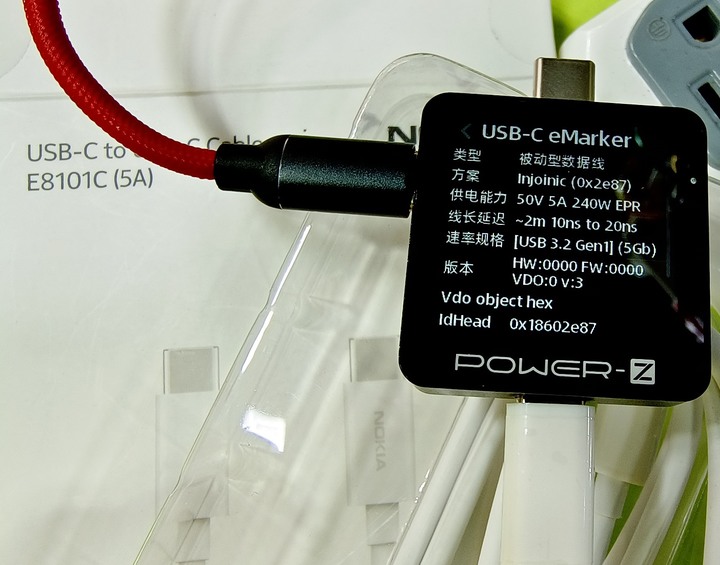 USB-C to
C Cable
E8101C (5A)
N
USB-C eMarker
类型 被动型数据线
方案 Injoinic (0x2e87)
供电能力 50V 5A 240W EPR
线长延迟 ~2m 10ns to 20ns
速率规格 [USB 3.2 Gen1] (5Gb)
版本 HW:0000 FW:0000
VDO:0 v:3
Vdo object hex
IdHead 0x18602e87
POWER-Z
NOKIA